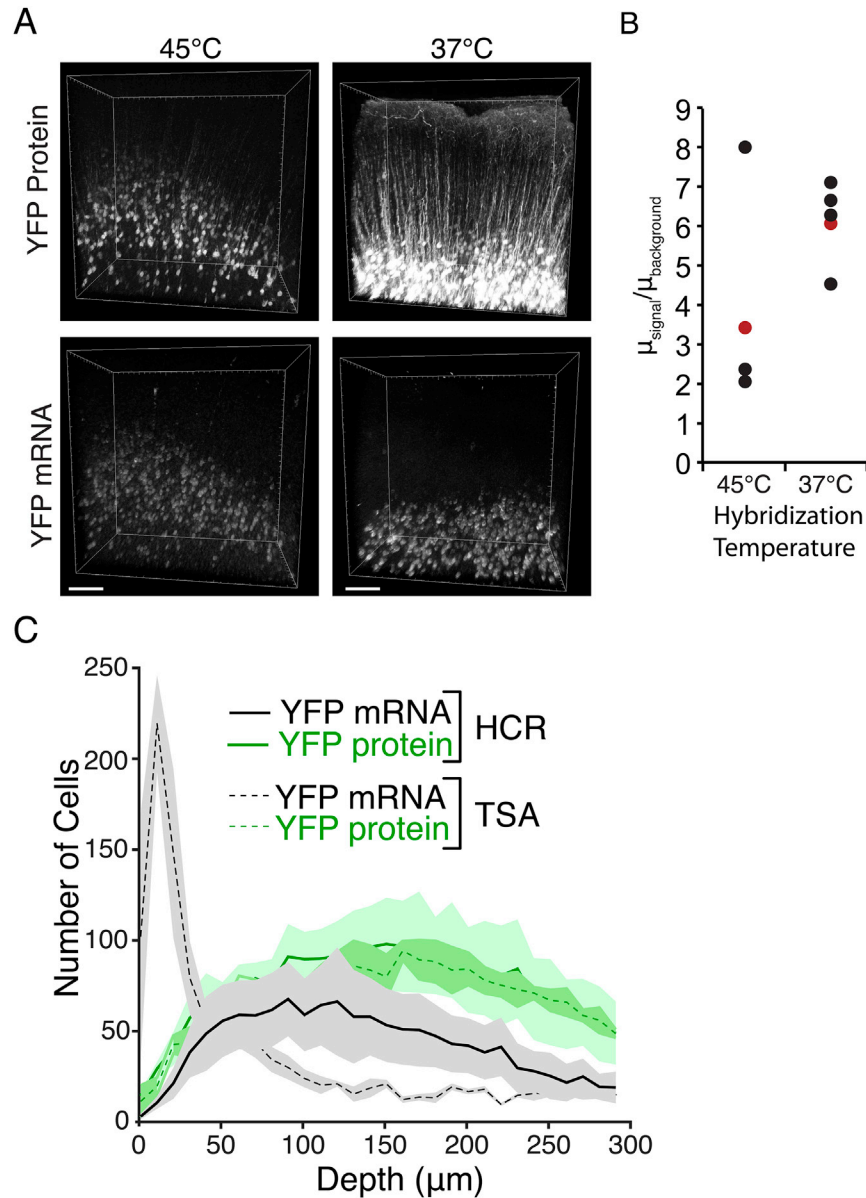 A
45°C 37°C
YFP Protein
YFP mRNA
B
9
8
7
6
5
4
3
2
1
0
μsignal/μbackground
45°C 37°C
Hybridization
Temperature
C
250
200
150
100
50
0
Number of Cells
YFP mRNA
YFP protein
HCR
YFP mRNA
YFP protein
TSA
0 50 100 150 200 250 300
Depth (μm)